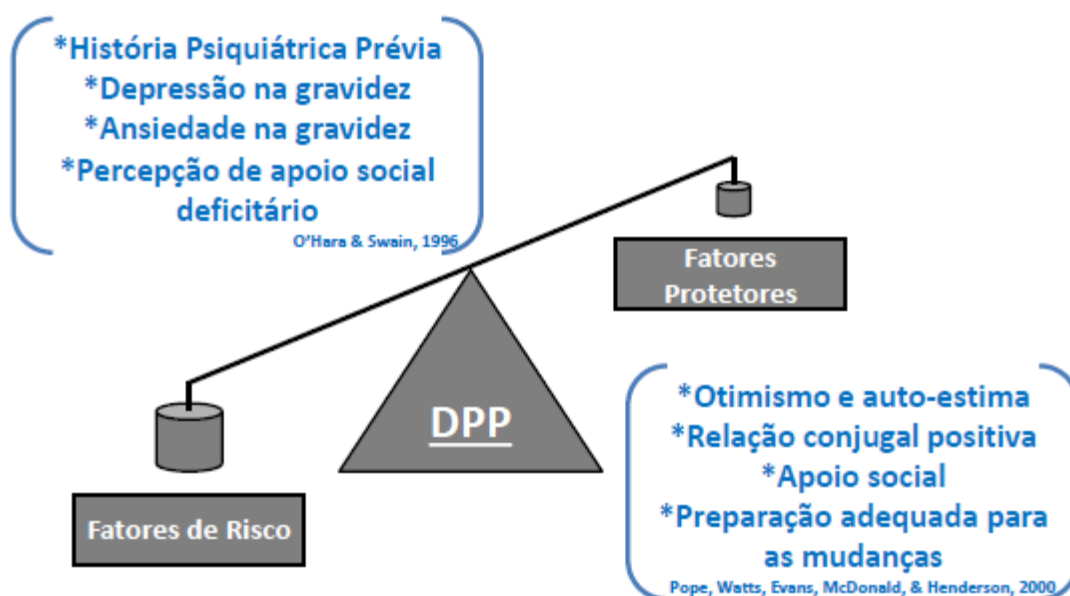 *História Psiquiátrica Prévia
*Depressão na gravidez
*Ansiedade na gravidez
*Percepção de apoio social
deficitário
O'Hara & Swain, 1996
Fatores
Protetores
DPP
Fatores de Risco
*Otimismo e auto-estima
*Relação conjugal positiva
*Apoio social
*Preparação adequada para
as mudanças
Pope, Watts, Evans, McDonald, & Henderson, 2000